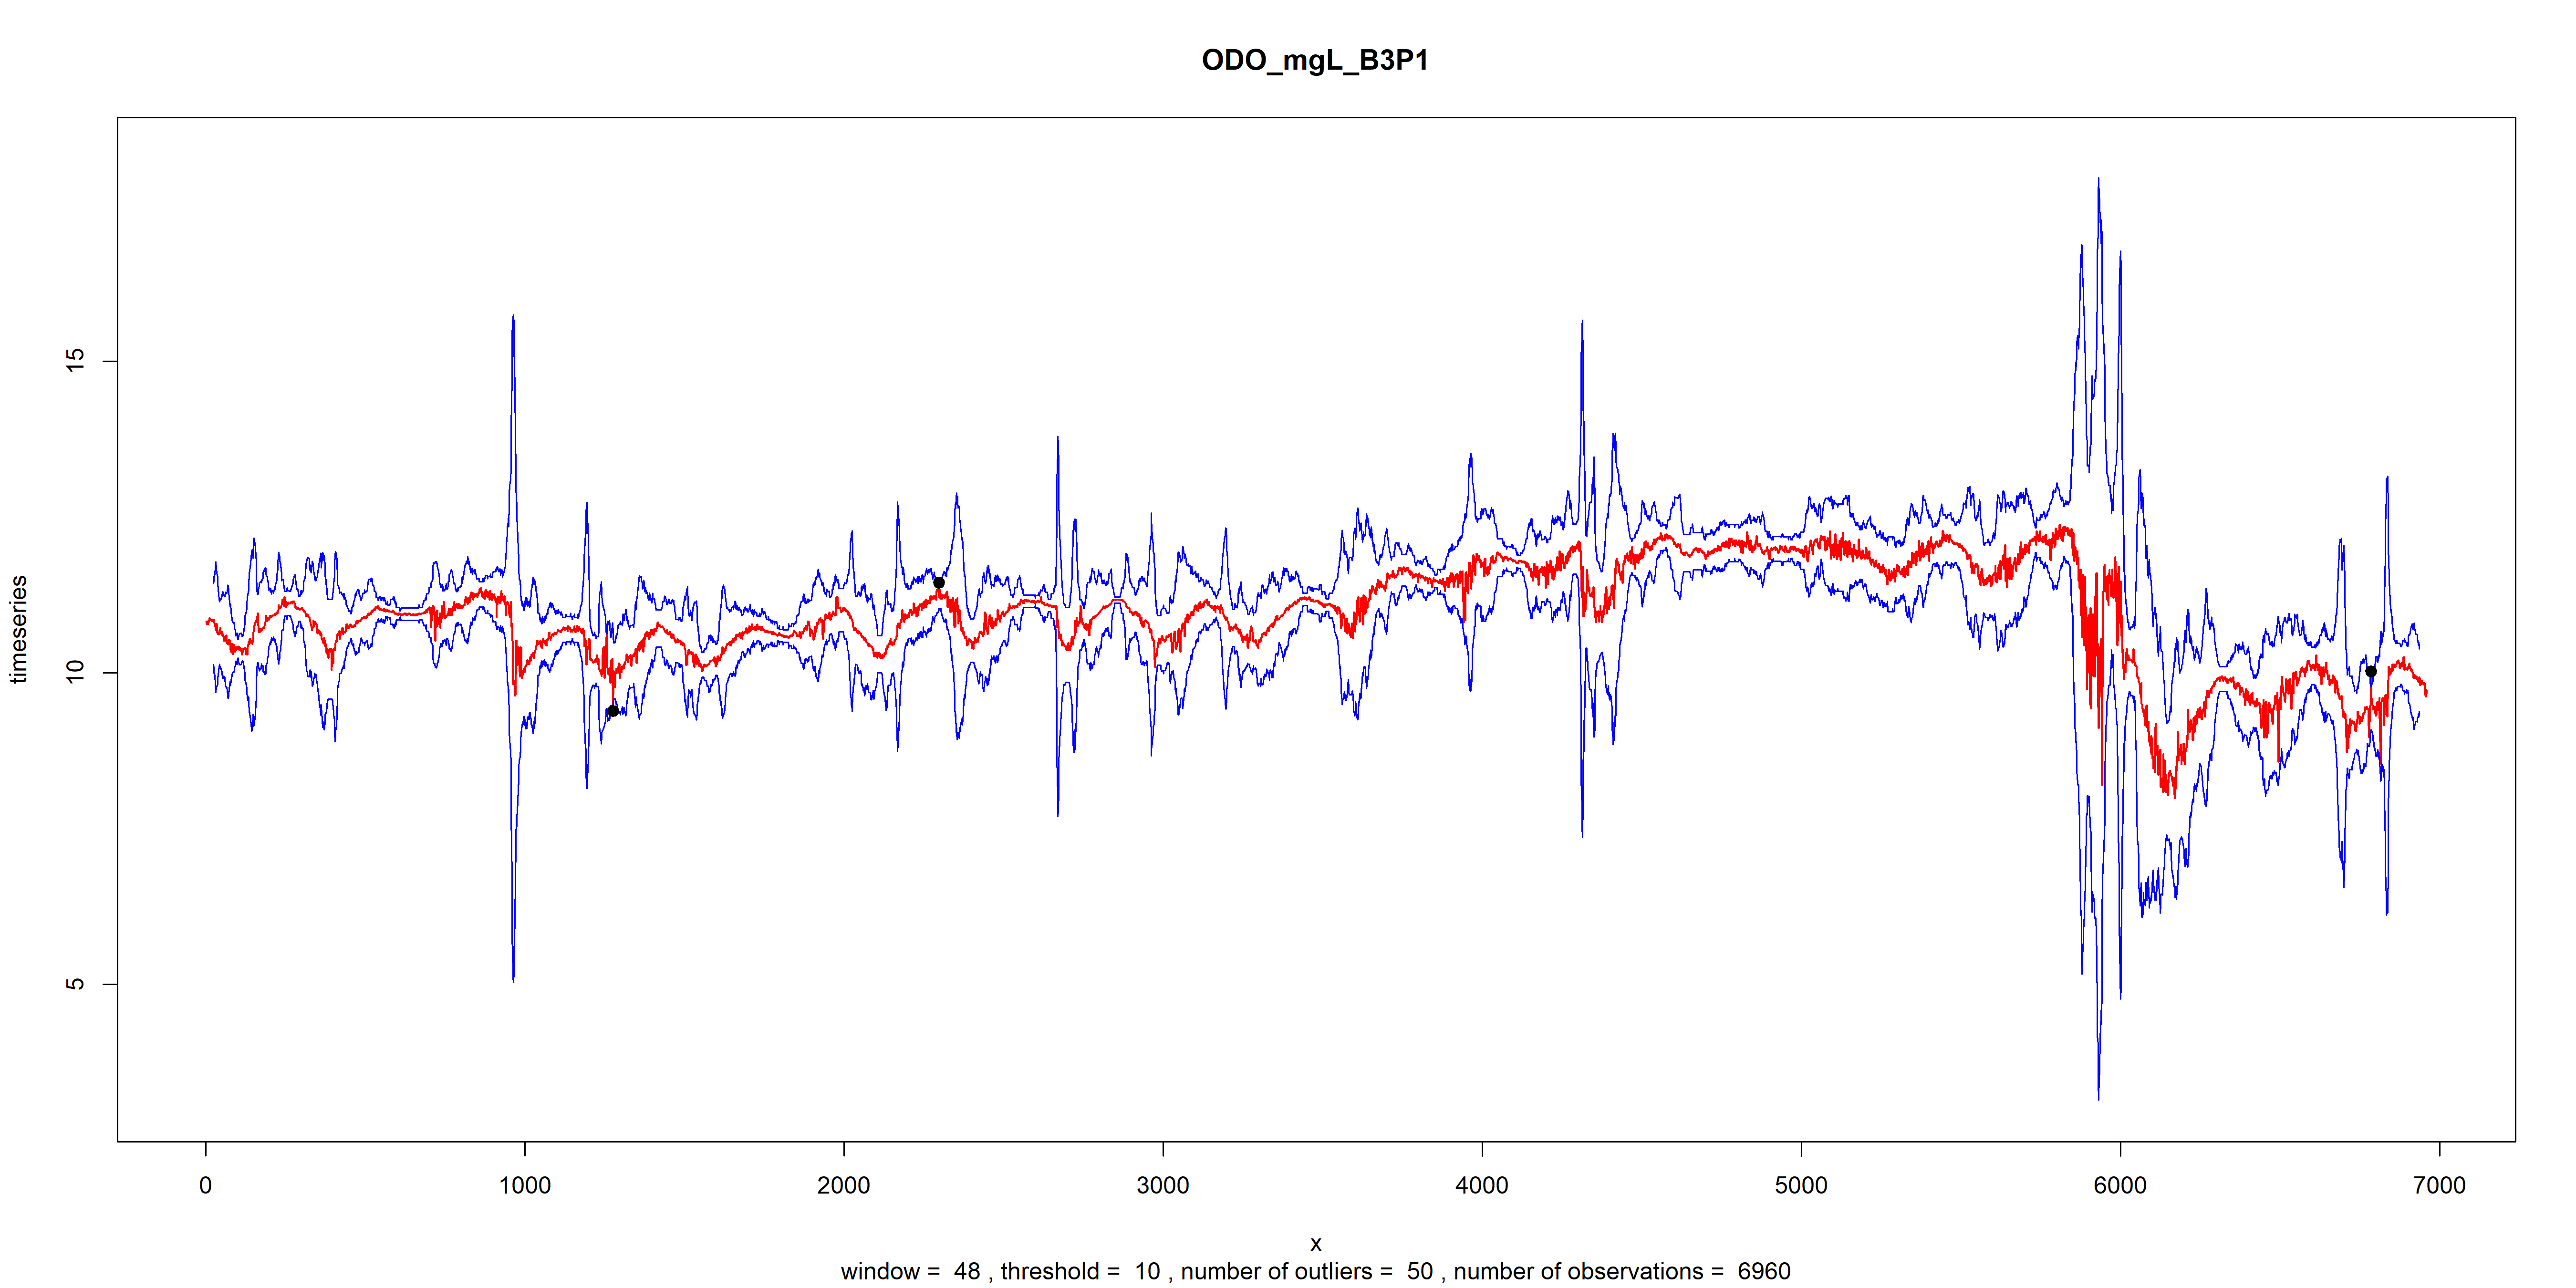 ODO_mgL_B3P1
timeseries
15
10
5
0 1000 2000 3000 4000 5000 6000 7000
x
window =  48 , threshold =  10 , number of outliers =  50 , number of observations =  6960